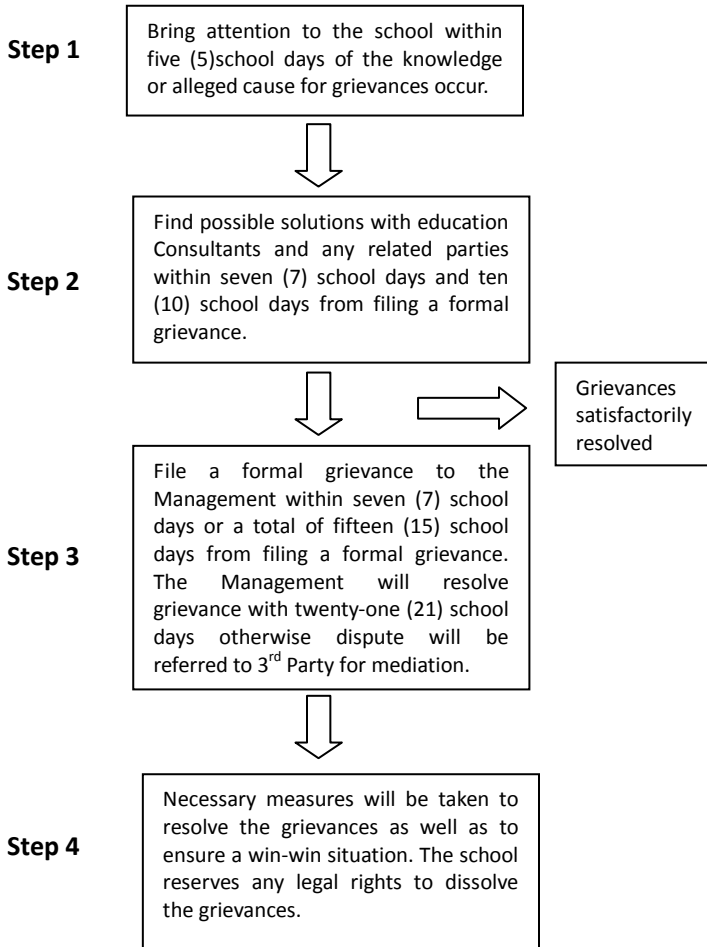 Step 1
Bring attention to the school within
five (5)school days of the knowledge
or alleged cause for grievances occur.
Step 2
Find possible solutions with education
Consultants and any related parties
within seven (7) school days and ten
(10) school days from filing a formal
grievance.
Grievances
satisfactorily
resolved
Step 3
File a formal grievance to the
Management within seven (7) school
days or a total of fifteen (15) school
days from filing a formal grievance.
The Management will resolve
grievance with twenty-one (21) school
days otherwise dispute will be
referred to 3rd Party for mediation.
Step 4
Necessary measures will be taken to
resolve the grievances as well as to
ensure a win-win situation. The school
reserves any legal rights to dissolve
the grievances.